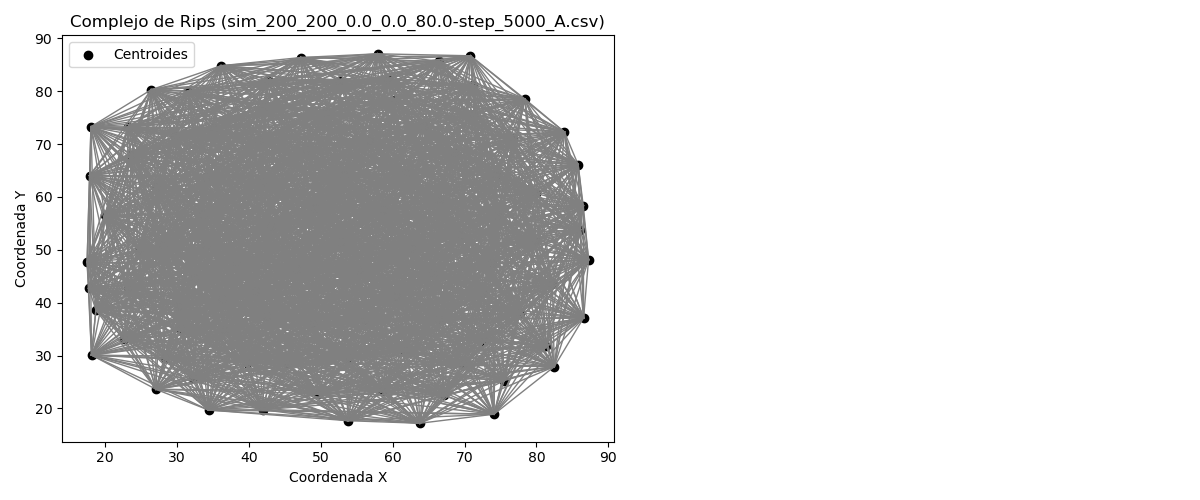 Complejo de Rips (sim_200_200_0.0_0.0_80.0-step_5000_A.csv)
Centroides
90
80
70
60
50
40
30
20
Coordenada Y
20 30 40 50 60 70 80 90
Coordenada X